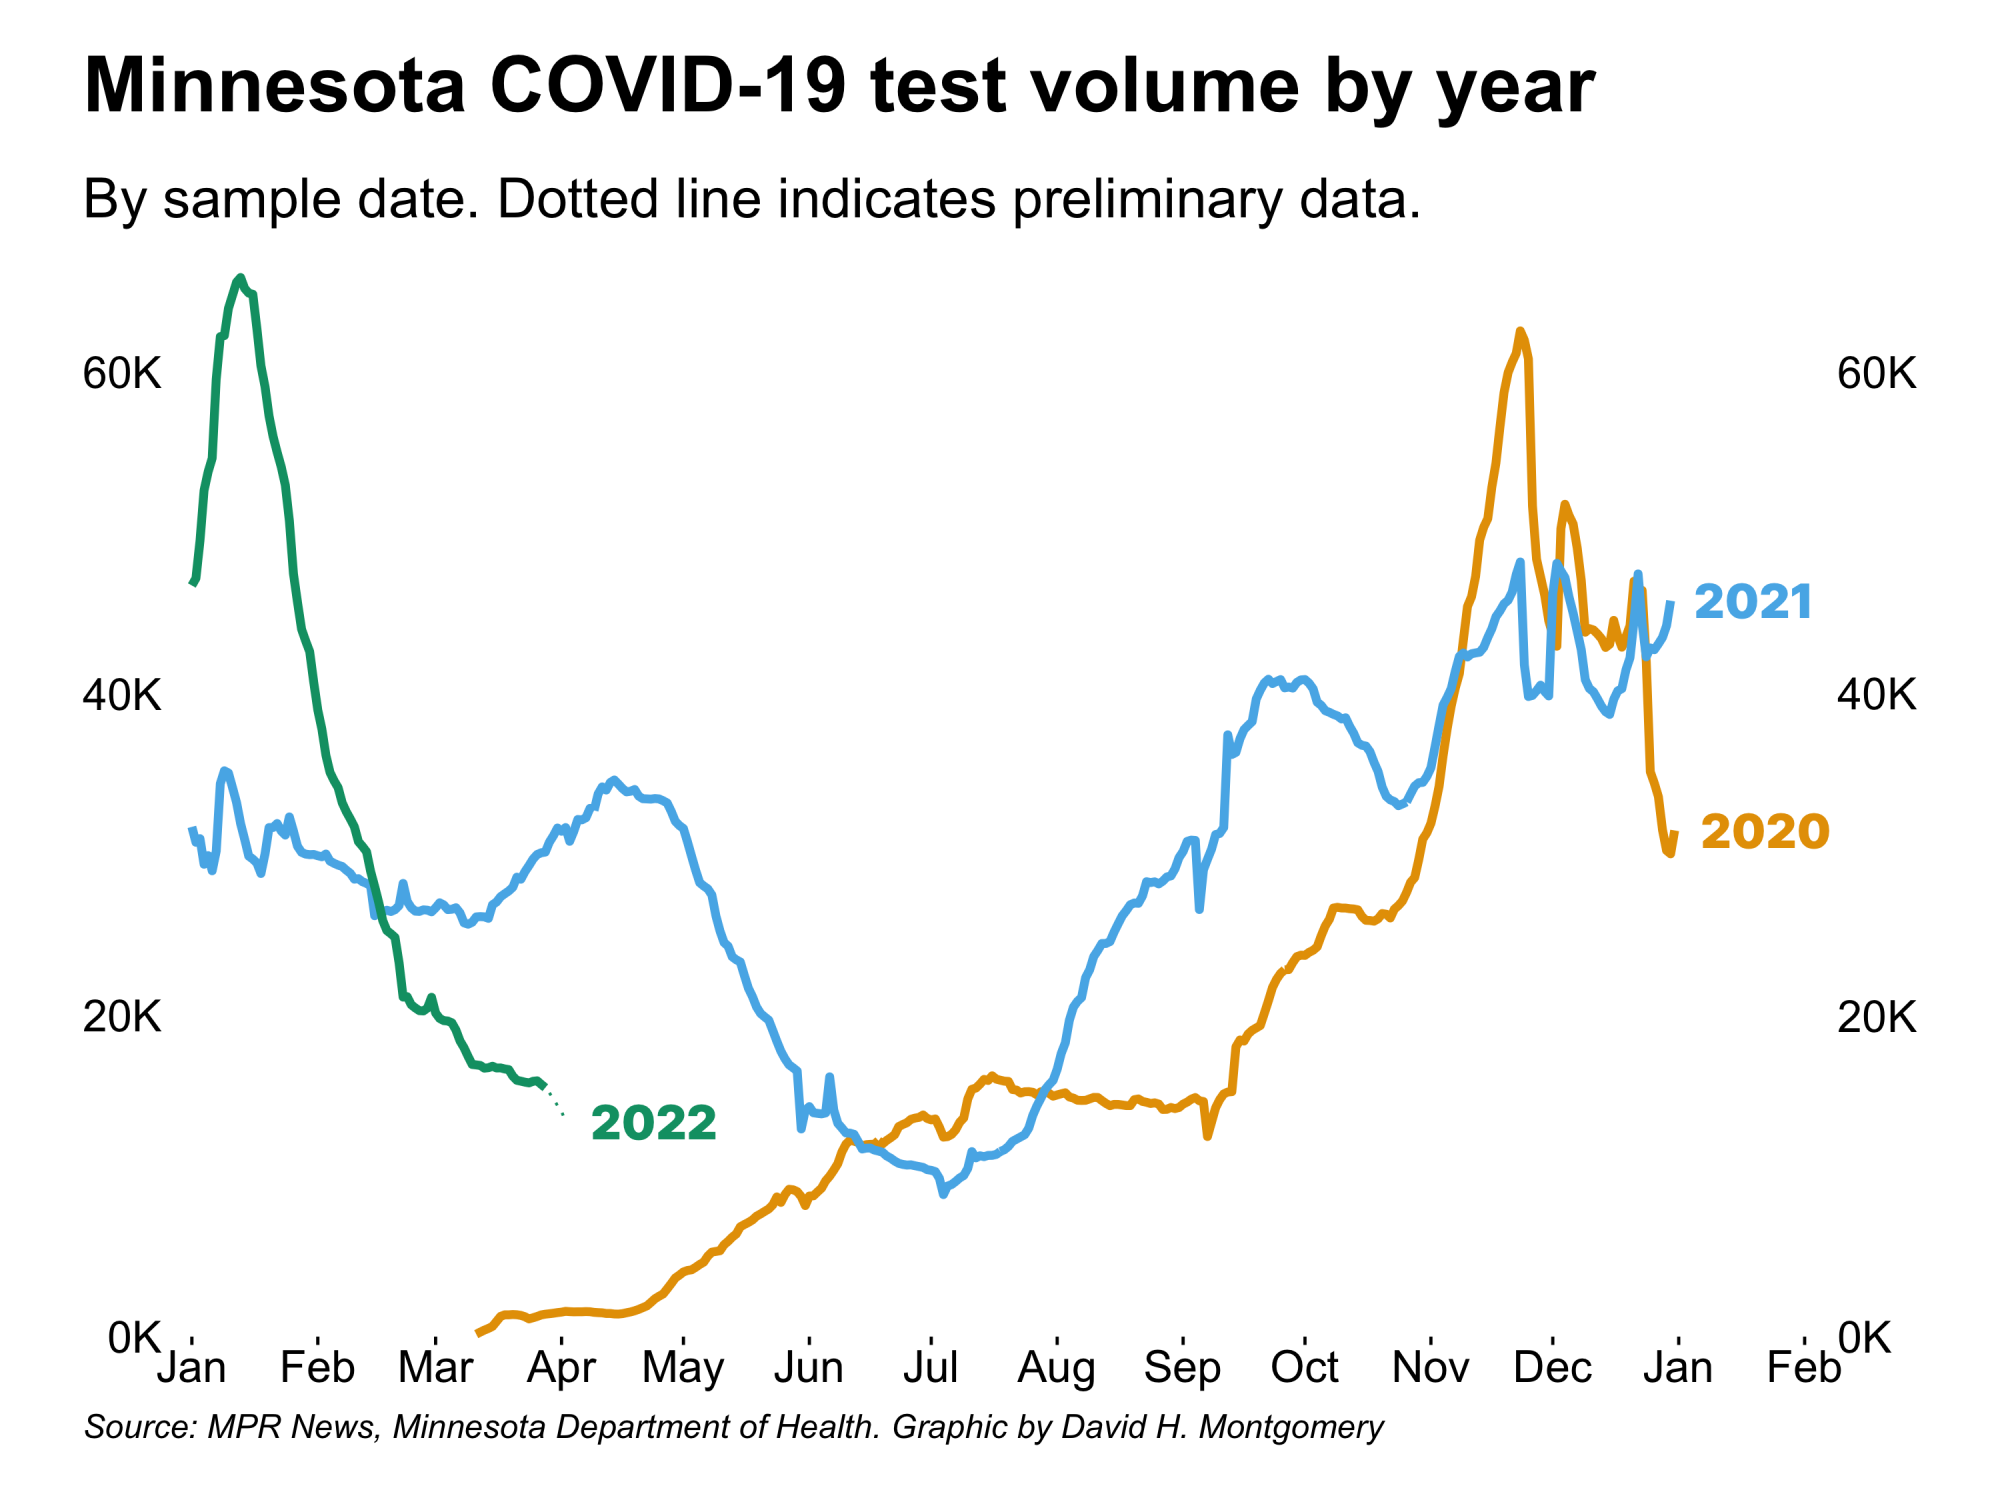 Minnesota COVID-19 test volume by year
By sample date. Dotted line indicates preliminary data.
60K 60K
2021
40K 40K
2020
20K 20K
2022
0K 0K
Jan Feb Mar Apr May Jun Jul Aug Sep Oct Nov Dec Jan Feb
Source: MPR News, Minnesota Department of Health. Graphic by David H. Montgomery